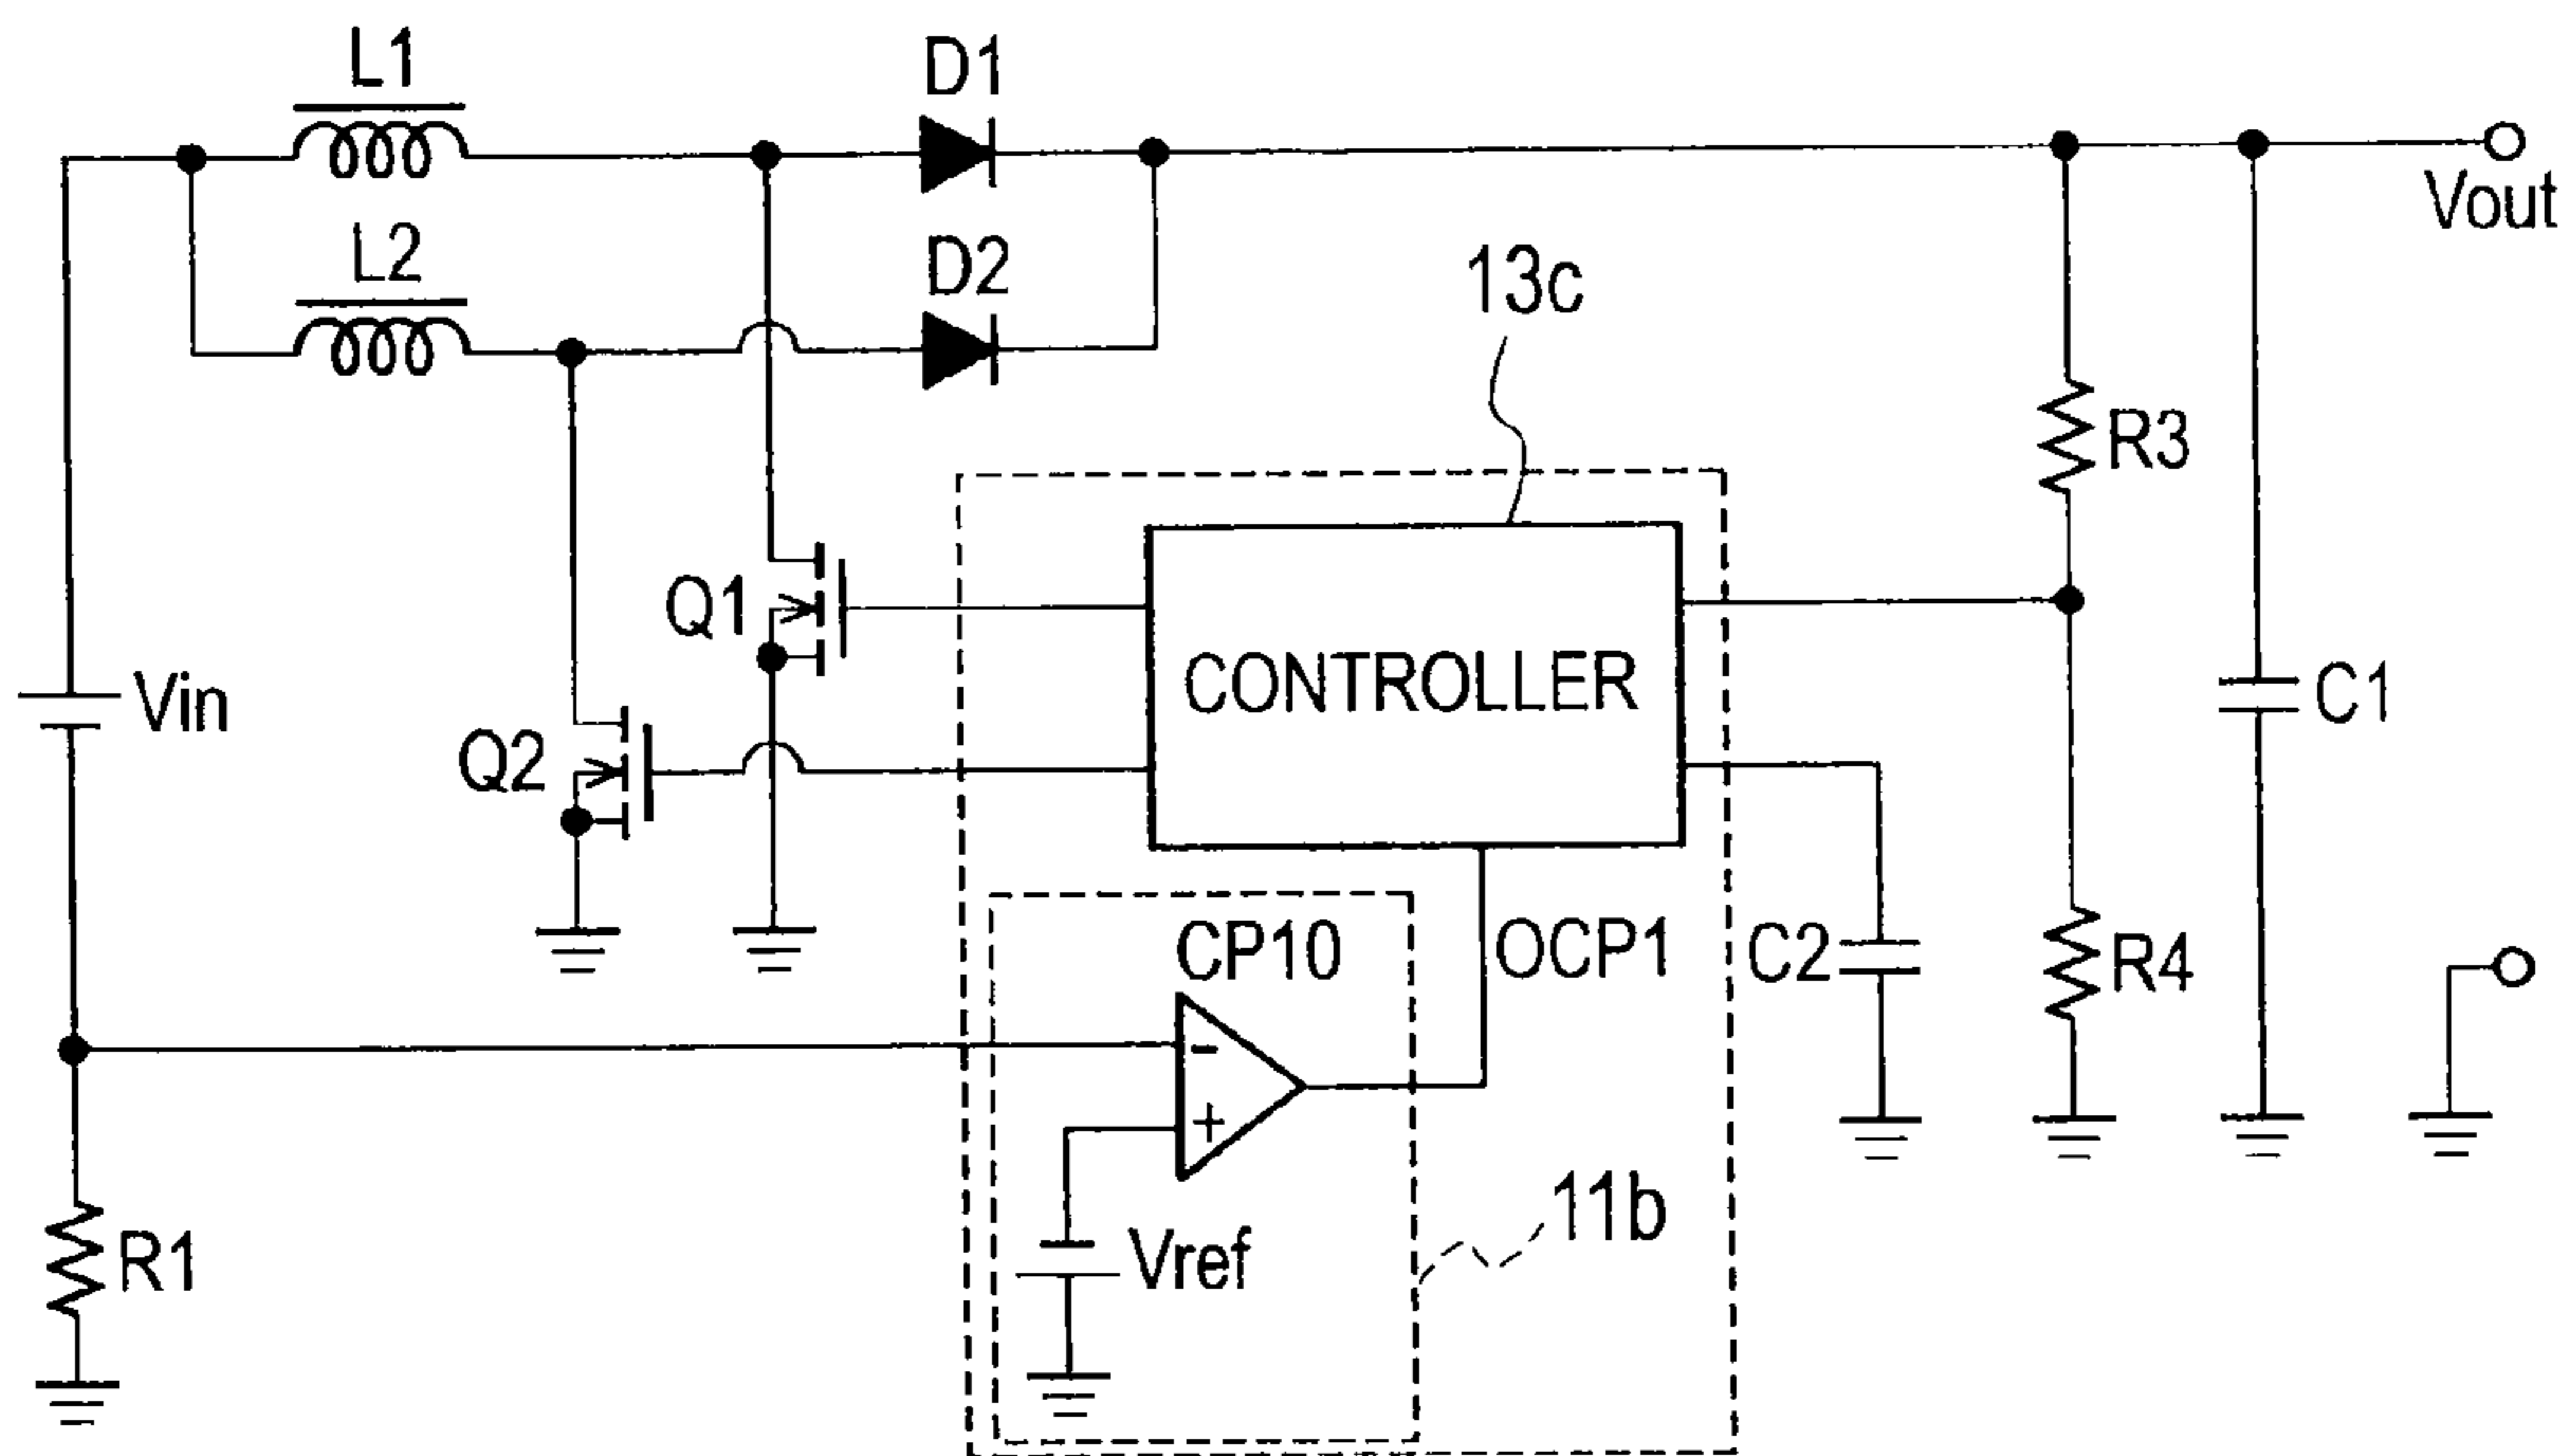 L1
D1
Vout
L2
D2
13c
R3
Q1
CONTROLLER
Vin
C1
Q2
CP10
OCP1
C2
R4
-
+
11b
Vref
R1